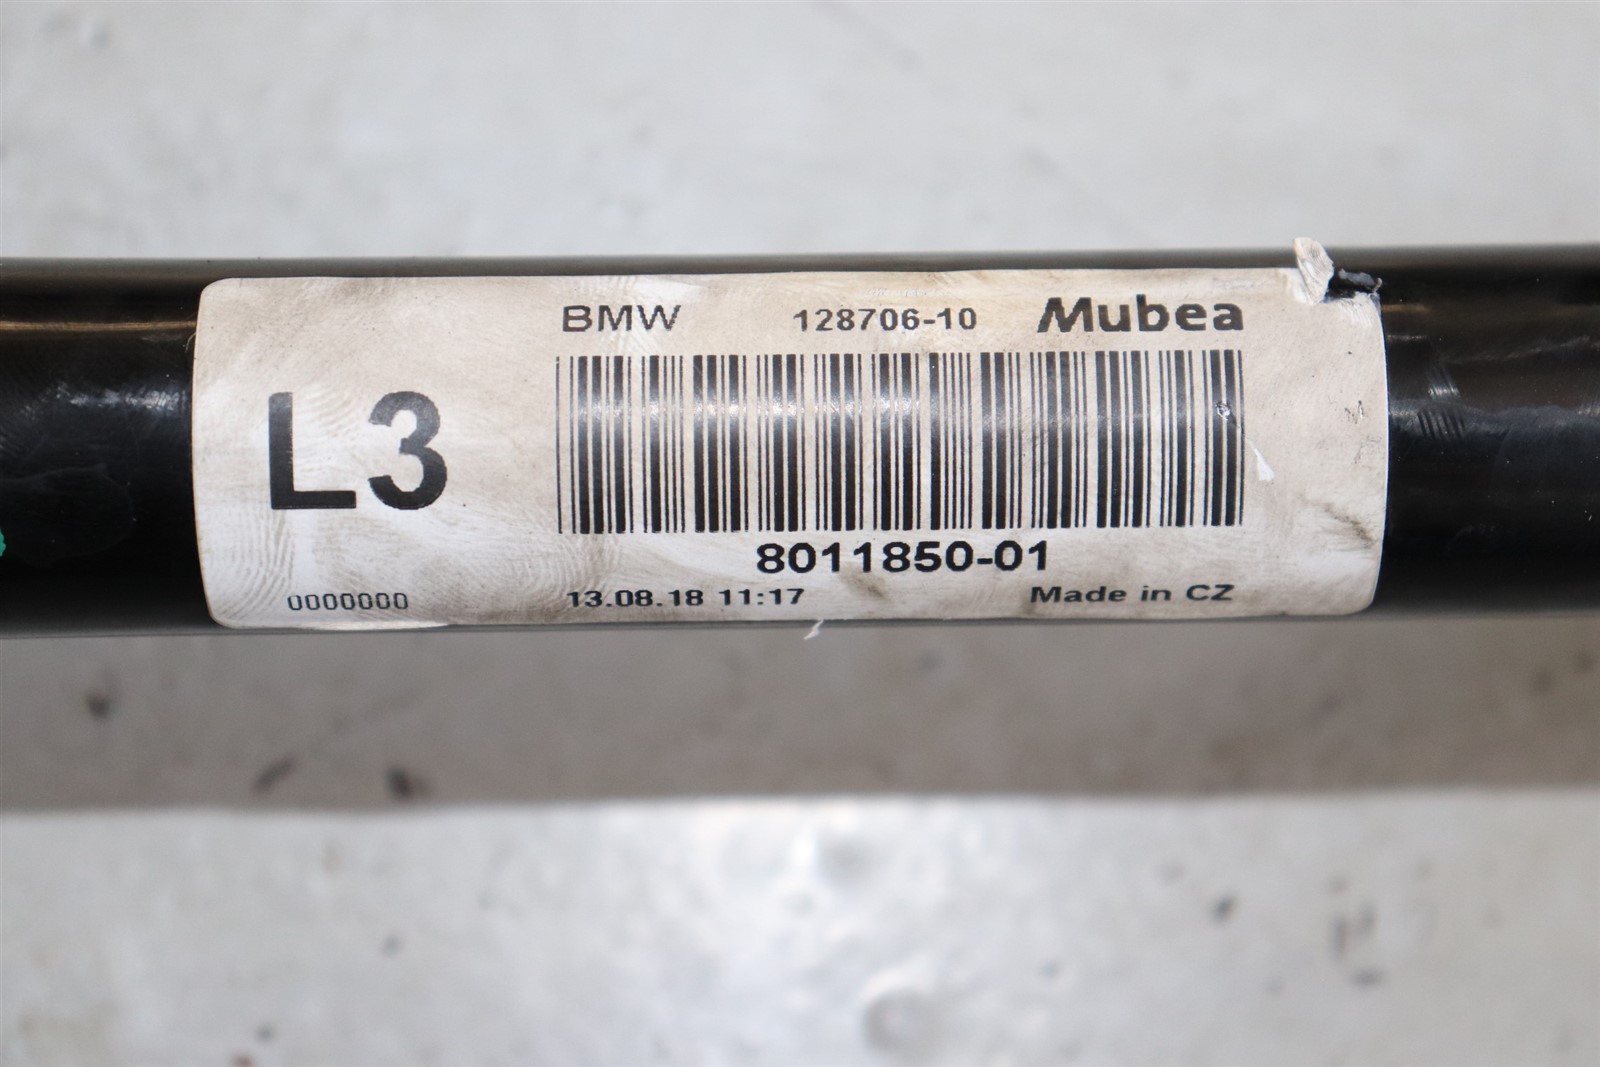 BMW 128706-10 Mubea
L3
8011850-01
0000000 13.08.18 11:17 Made in CZ